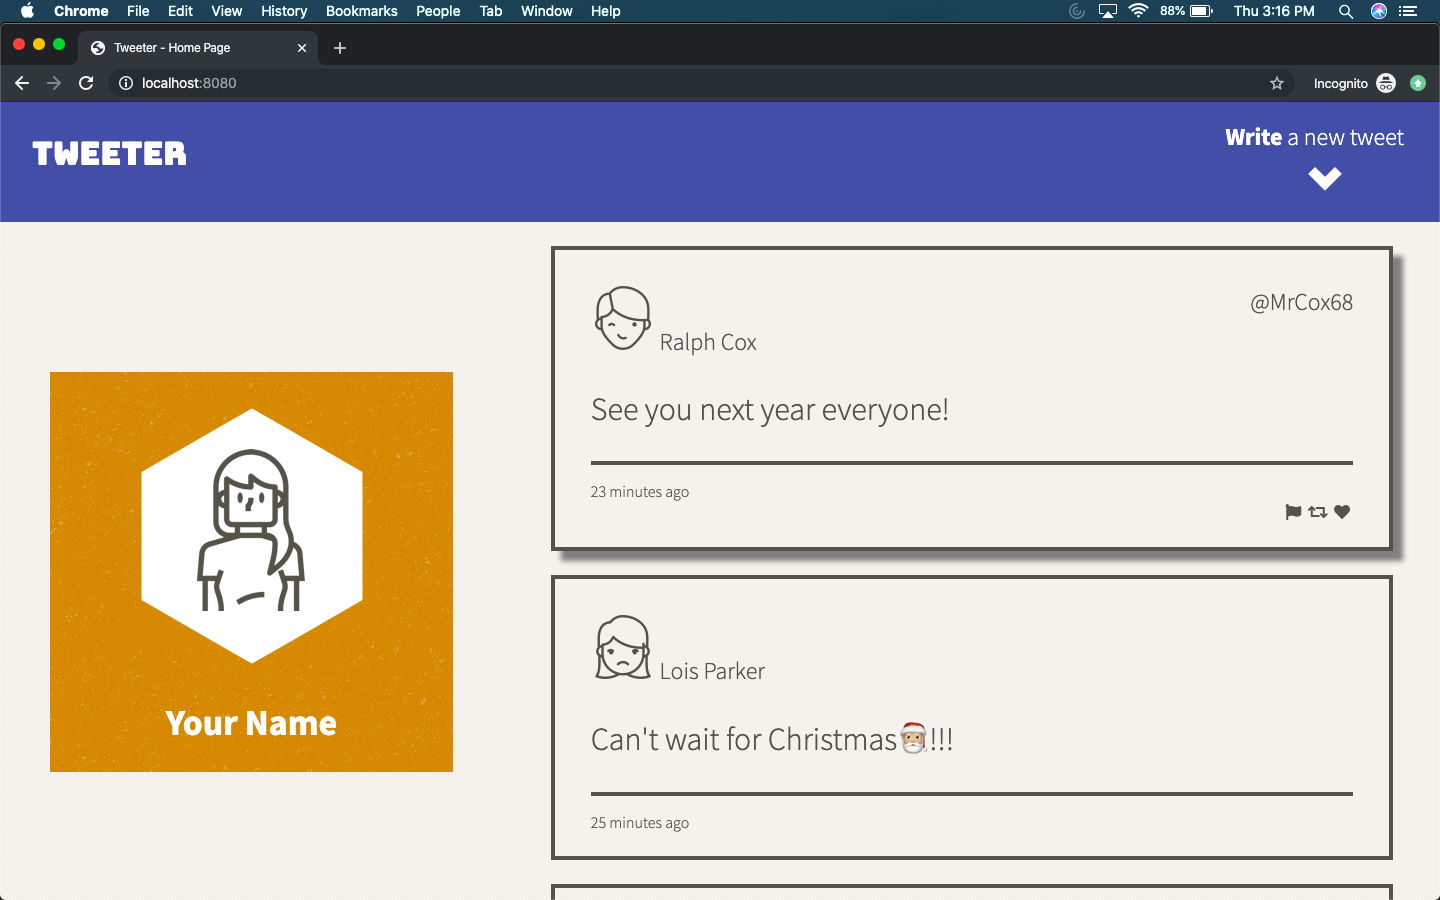 Chrome File Edit View History Bookmarks People Tab Window Help 88% Thu 3:16 PM
Tweeter - Home Page
localhost:8080 Incognito
TWEETER
Write a new tweet
Your Name
@MrCox68
Ralph Cox
See you next year everyone!
23 minutes ago
Lois Parker
Can't wait for Christmas🎅🏼!!!
25 minutes ago